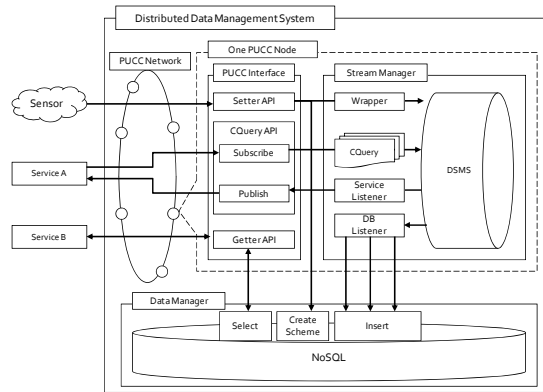 Distributed Data Management System
One PUCC Node
PUCC Network
PUCC Interface
Stream Manager
Sensor
Setter API
Wrapper
CQuery API
Subscribe
CQuery
Service A
DSMS
Publish
Service
Listener
DB
Listener
Service B
Getter API
Data Manager
Select
Create
Scheme
Insert
NoSQL